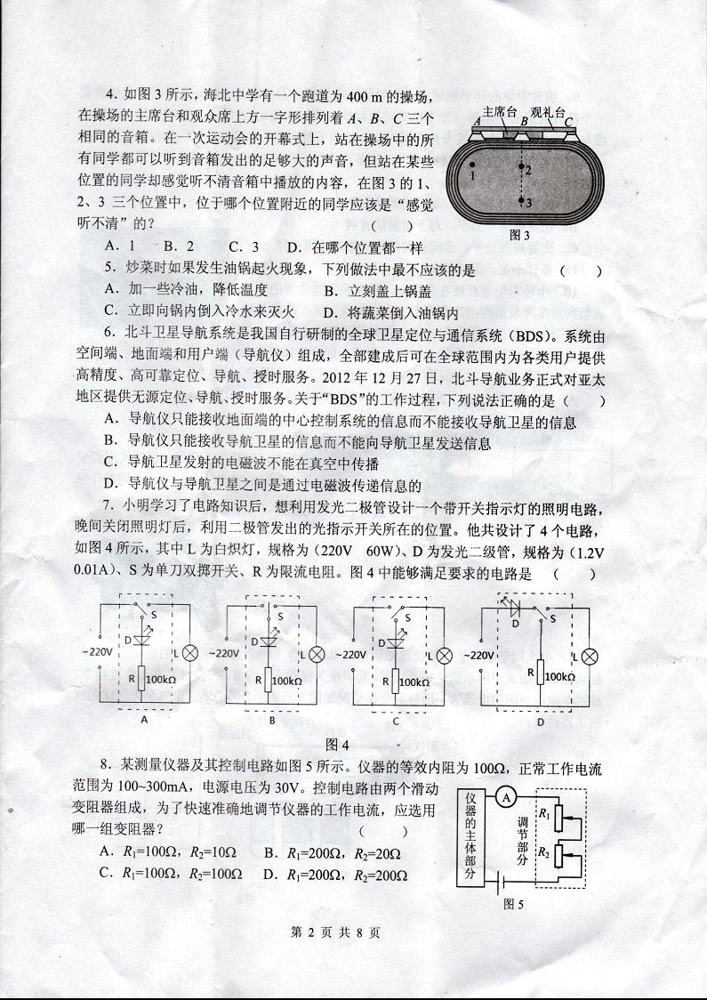 4．如图 3 所示，海北中学有一个跑道为 400 m 的操场，
在操场的主席台和观众席上方一字形排列着 A、B、C 三个
相同的音箱。在一次运动会的开幕式上，站在操场中的所
有同学都可以听到音箱发出的足够大的声音，但站在某些
位置的同学却感觉听不清音箱中播放的内容，在图 3 的 1、
2、3 三个位置中，位于哪个位置附近的同学应该是“感觉
听不清”的？ （ ）
主席台 观礼台
A B C
1 2
3
图 3
A．1 B．2 C．3 D．在哪个位置都一样
5．炒菜时如果发生油锅起火现象，下列做法中最不应该的是 （ ）
A．加一些冷油，降低温度 B．立刻盖上锅盖
C．立即向锅内倒入冷水来灭火 D．将蔬菜倒入油锅内
6．北斗卫星导航系统是我国自行研制的全球卫星定位与通信系统（BDS）。系统由
空间端、地面端和用户端（导航仪）组成，全部建成后可在全球范围内为各类用户提供
高精度、高可靠定位、导航、授时服务。2012 年 12 月 27 日，北斗导航业务正式对亚太
地区提供无源定位、导航、授时服务。关于“BDS”的工作过程，下列说法正确的是（ ）
A．导航仪只能接收地面端的中心控制系统的信息而不能接收导航卫星的信息
B．导航仪只能接收导航卫星的信息而不能向导航卫星发送信息
C．导航卫星发射的电磁波不能在真空中传播
D．导航仪与导航卫星之间是通过电磁波传递信息的
7．小明学习了电路知识后，想利用发光二极管设计一个带开关指示灯的照明电路，
晚间关闭照明灯后，利用二极管发出的光指示开关所在的位置。他共设计了 4 个电路，
如图 4 所示，其中 L 为白炽灯，规格为（220V 60W）、D 为发光二级管，规格为（1.2V
0.01A）、S 为单刀双掷开关、R 为限流电阻。图 4 中能够满足要求的电路是 （ ）
S S S D S
D D D
~220V L ~220V L ~220V L ~220V L
R 100kΩ R 100kΩ R 100kΩ R 100kΩ
A B C D
图 4
8．某测量仪器及其控制电路如图 5 所示。仪器的等效内阻为 100Ω，正常工作电流
范围为 100~300mA，电源电压为 30V。控制电路由两个滑动
变阻器组成，为了快速准确地调节仪器的工作电流，应选用
哪一组变阻器？ （ ）
A．R1=100Ω，R2=10Ω B．R1=200Ω，R2=20Ω
C．R1=100Ω，R2=100Ω D．R1=200Ω，R2=200Ω
仪器的主体部分
A
调节部分
R1
R2
图 5
第 2 页 共 8 页